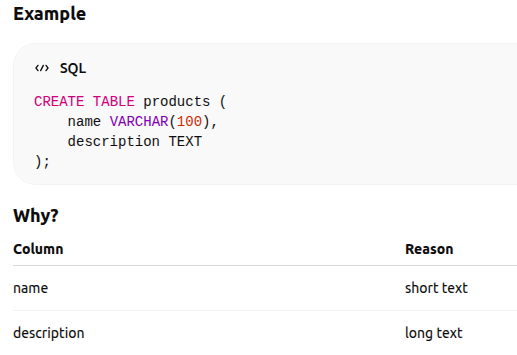 Example
SQL
CREATE TABLE products (
    name VARCHAR(100),
    description TEXT
);
Why?
Column Reason
name short text
description long text